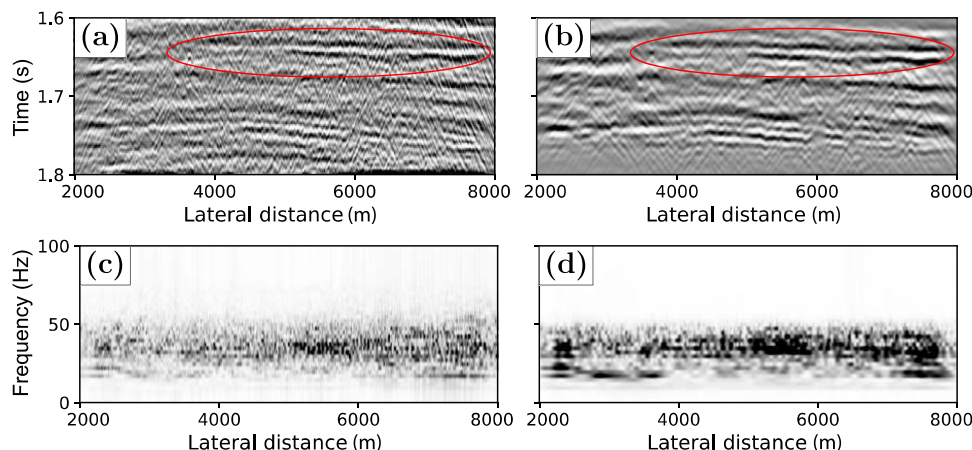 (a)
(b)
Time (s)
1.6
1.7
1.8
2000 4000 6000 8000
2000 4000 6000 8000
Lateral distance (m)
Lateral distance (m)
(c)
(d)
Frequency (Hz)
100
50
0
2000 4000 6000 8000
2000 4000 6000 8000
Lateral distance (m)
Lateral distance (m)